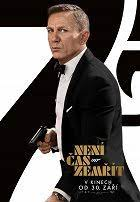 NENÍ
ČAS 007
ZEMŘÍT
V KINECH
OD 30. ZÁŘÍ